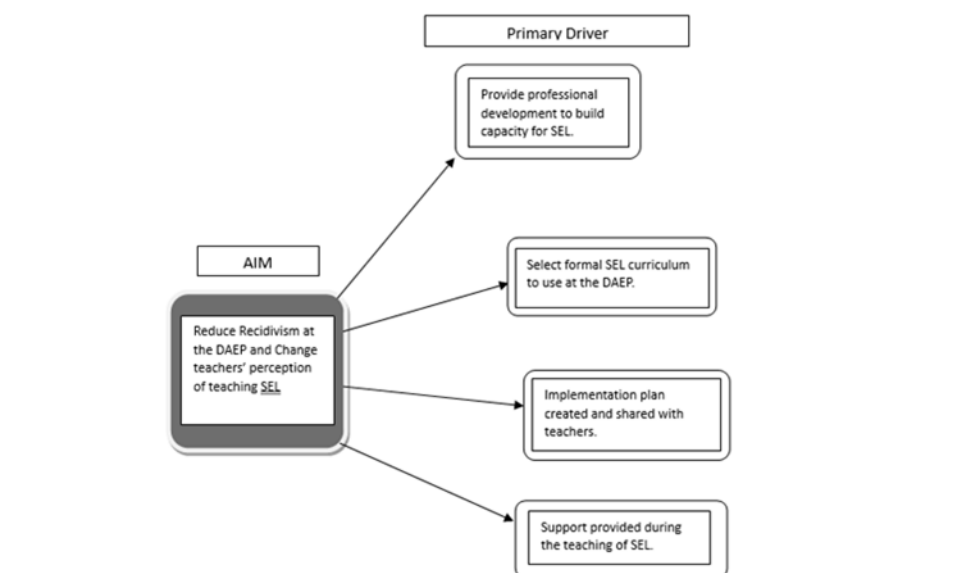 Primary Driver
Provide professional
development to build
capacity for SEL.
AIM
Select formal SEL curriculum
to use at the DAEP.
Reduce Recidivism at
the DAEP and Change
teachers' perception
of teaching SEL
Implementation plan
created and shared with
teachers.
Support provided during
the teaching of SEL.